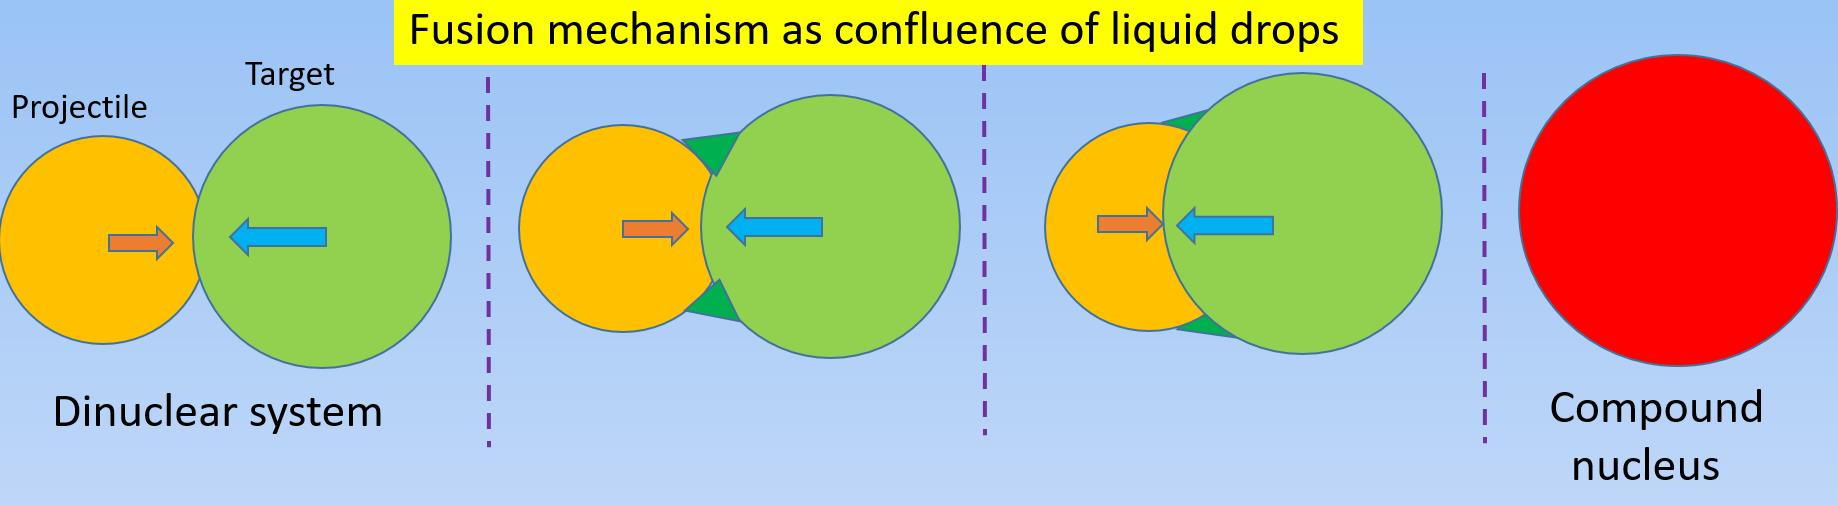 Fusion mechanism as confluence of liquid drops
Projectile
Target
Dinuclear system
Compound
nucleus